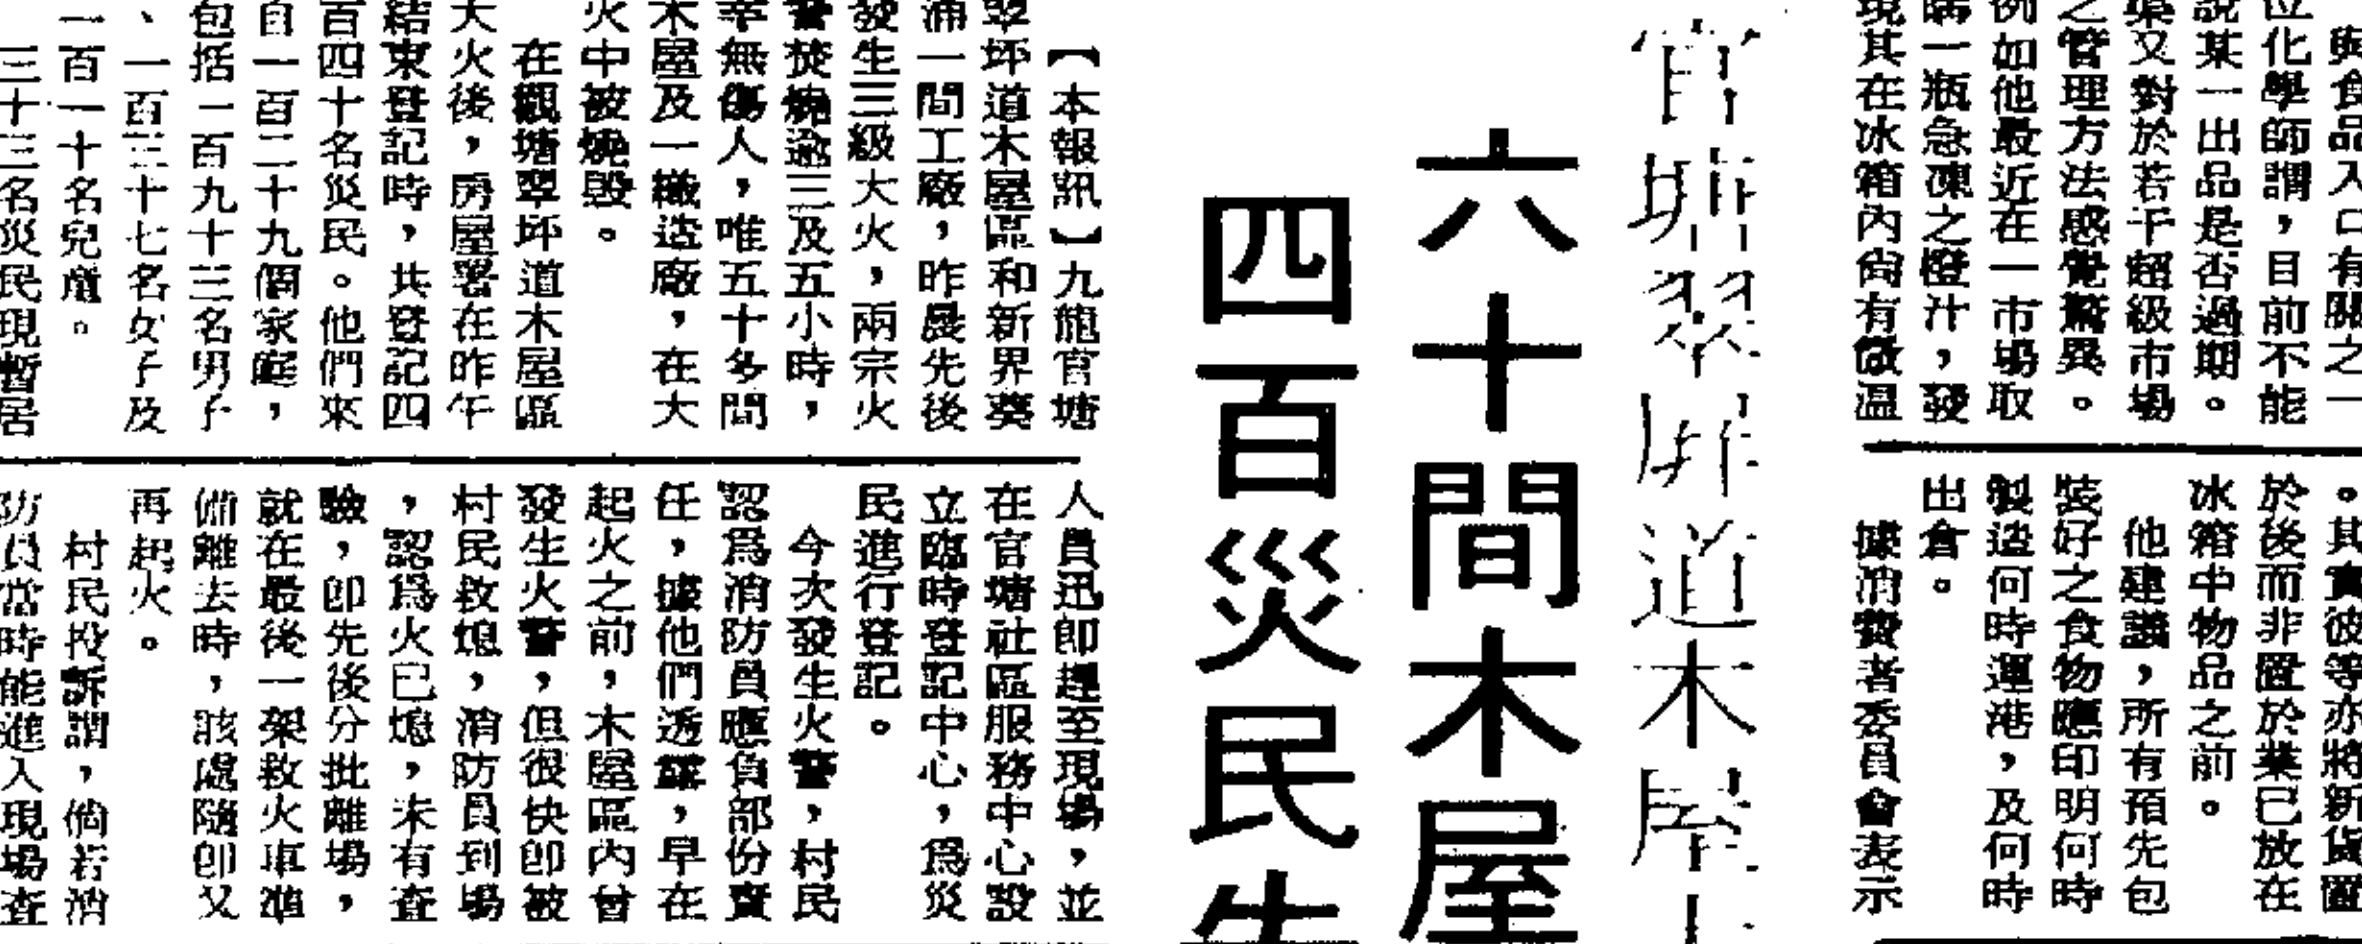 與食品入口有關之一
位化學師謂，目前不能
說某一出品是否過期。
葉又對於若干超級市場
之管理方法感覺驚異。
例如他最近在一市場取
購一瓶急凍之橙汁，發
現其在冰箱內尙有微溫
。其實彼等亦將新貨置
於後而非置於業已放在
冰箱中物品之前。
他建議，所有預先包
裝好之食物應印明何時
製造何時運港，及何時
出倉。
據消費者委員會表示
官塘翠屏道木屋
六十間木屋
四百災民
【本報訊】九龍官塘
翠坪道木屋區和新界葵
涌一間工廠，昨晨先後
發生三級大火，兩宗火
警焚燒逾三及五小時，
幸無傷人，唯五十多間
木屋及一織造廠，在大
火中被燒毀。
在觀塘翠坪道木屋區
大火後，房屋署在昨午
結束登記時，共登記四
百四十名災民。他們來
自一百二十九個家庭，
包括一百九十三名男子
、一百三十七名女子及
一百一十名兒童。
三十三名災民現暫居
人員迅卽趕至現場，並
在官塘社區服務中心設
立臨時登記中心，爲災
民進行登記。
今次發生火警，村民
認爲消防員應負部份責
任，據他們透露，早在
起火之前，木屋區內曾
發生火警，但很快卽被
村民救熄，消防員到場
，認爲火已熄，未有查
驗，卽先後分批離場，
就在最後一架救火車準
備離去時，該處隨卽又
再起火。
村民投訴謂，倘若消
防員當時能進入現場查